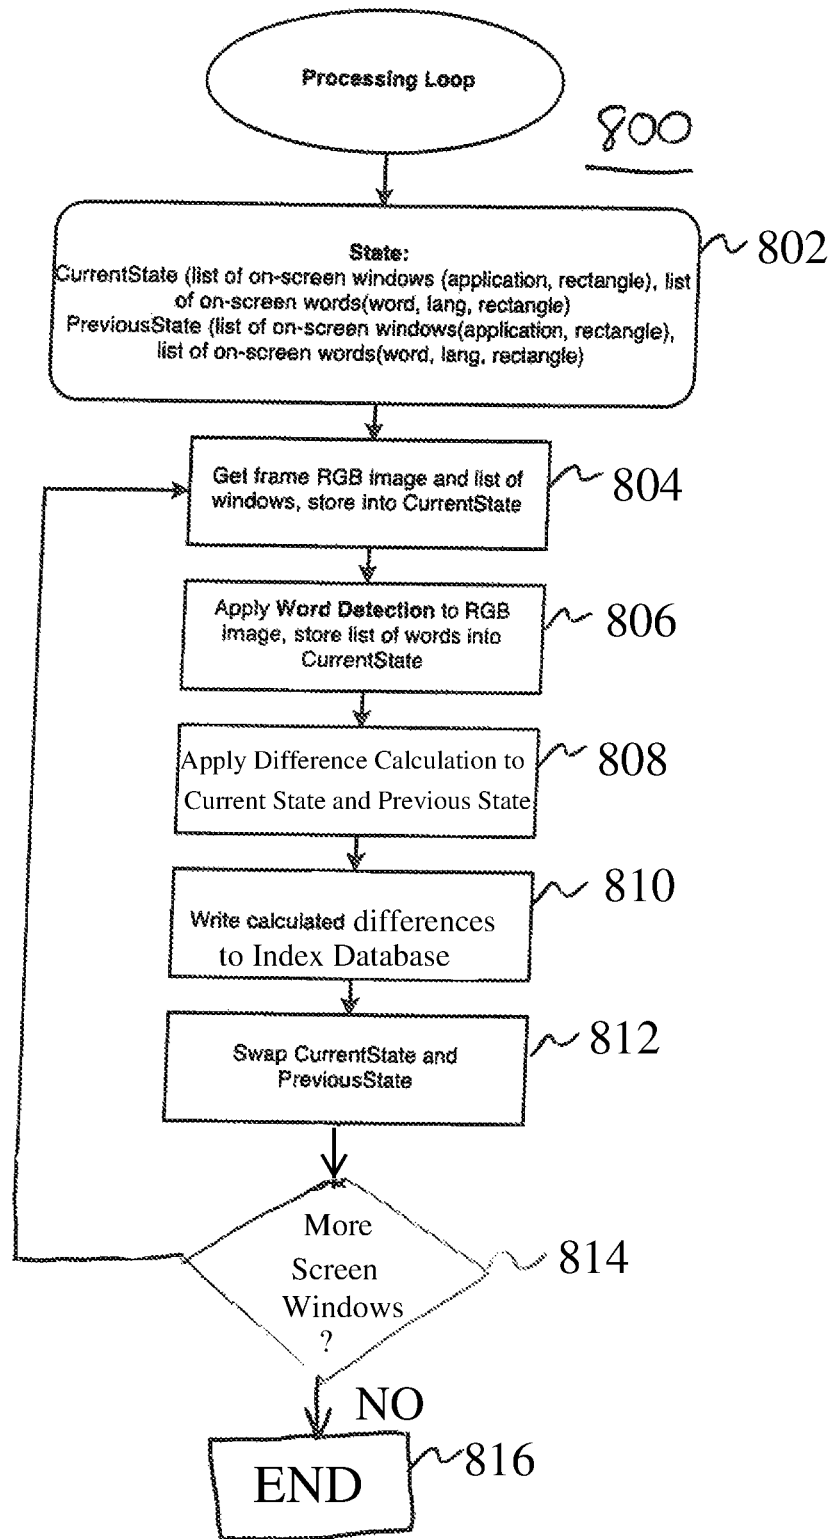 Processing Loop
800
State:
CurrentState (list of on-screen windows (application, rectangle), list
of on-screen words(word, lang, rectangle)
PreviousState (list of on-screen windows(application, rectangle),
list of on-screen words(word, lang, rectangle)
802
Get frame RGB image and list of
windows, store into CurrentState
804
Apply Word Detection to RGB
image, store list of words into
CurrentState
806
Apply Difference Calculation to
Current State and Previous State
808
Write calculated differences
to Index Database
810
Swap CurrentState and
PreviousState
812
More
Screen
Windows
?
814
NO
END
816